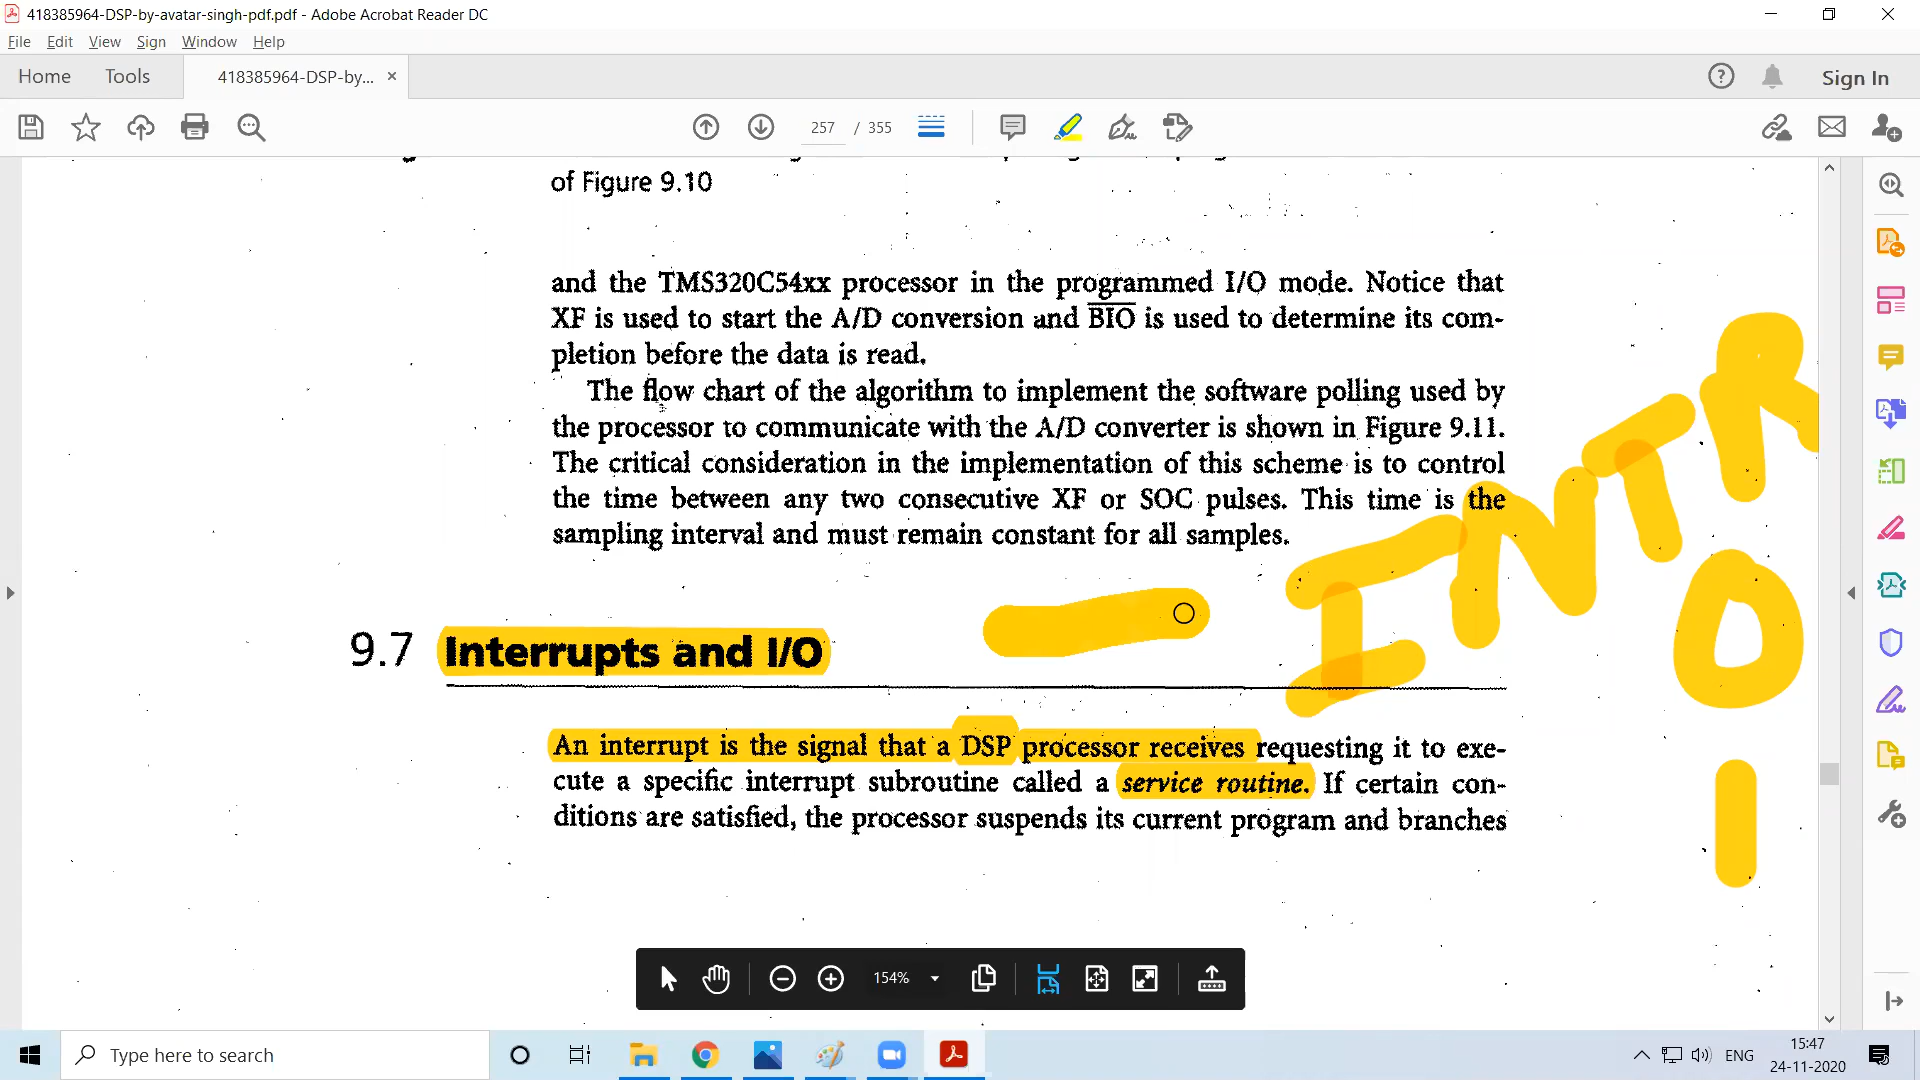 418385964-DSP-by-avatar-singh-pdf.pdf - Adobe Acrobat Reader DC
File Edit View Sign Window Help
Home Tools 418385964-DSP-by... × Sign In
257 / 355
of Figure 9.10
and the TMS320C54xx processor in the programmed I/O mode. Notice that
XF is used to start the A/D conversion and B̅I̅O̅ is used to determine its com-
pletion before the data is read.
The flow chart of the algorithm to implement the software polling used by
the processor to communicate with the A/D converter is shown in Figure 9.11.
The critical consideration in the implementation of this scheme is to control
the time between any two consecutive XF or SOC pulses. This time is the
sampling interval and must remain constant for all samples.
INTR
0
1
9.7 Interrupts and I/O
An interrupt is the signal that a DSP processor receives requesting it to exe-
cute a specific interrupt subroutine called a service routine. If certain con-
ditions are satisfied, the processor suspends its current program and branches
154%
Type here to search
ENG
15:47
24-11-2020